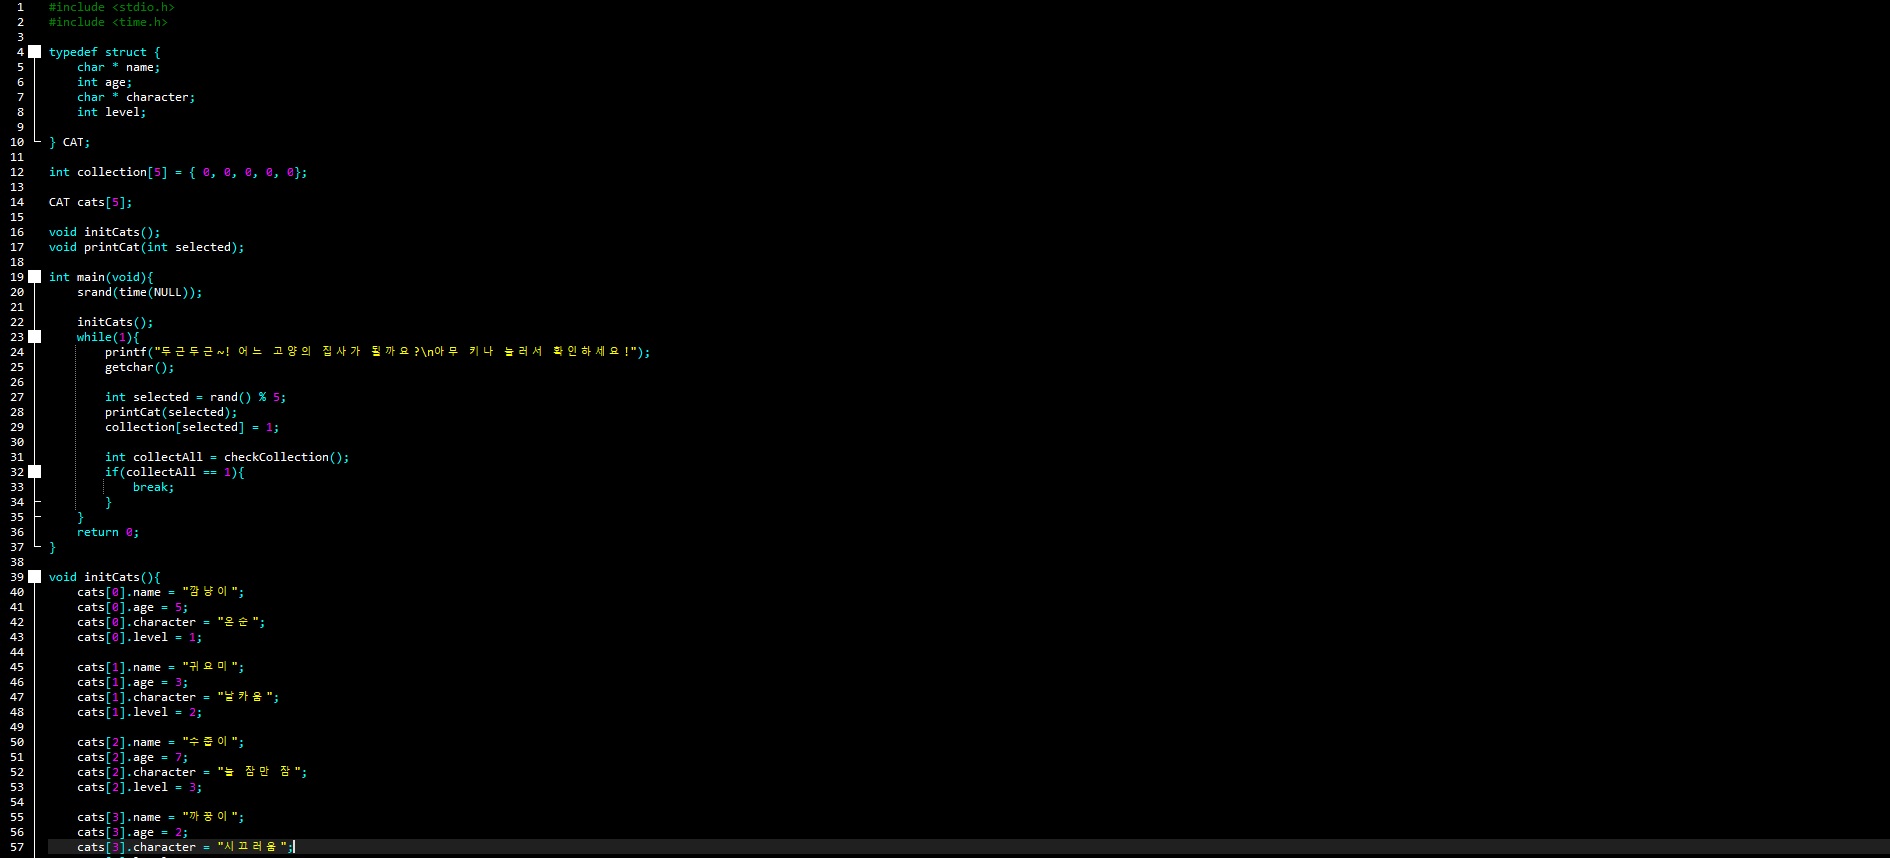 1 #include <stdio.h>
2 #include <time.h>
3
4 typedef struct {
5 char * name;
6 int age;
7 char * character;
8 int level;
9
10 } CAT;
11
12 int collection[5] = { 0, 0, 0, 0, 0};
13
14 CAT cats[5];
15
16 void initCats();
17 void printCat(int selected);
18
19 int main(void){
20 srand(time(NULL));
21
22 initCats();
23 while(1){
24 printf("두근두근~! 어느 고양의 집사가 될까요?\n아무 키나 눌러서 확인하세요!");
25 getchar();
26
27 int selected = rand() % 5;
28 printCat(selected);
29 collection[selected] = 1;
30
31 int collectAll = checkCollection();
32 if(collectAll == 1){
33 break;
34 }
35 }
36 return 0;
37 }
38
39 void initCats(){
40 cats[0].name = "깜냥이";
41 cats[0].age = 5;
42 cats[0].character = "온순";
43 cats[0].level = 1;
44
45 cats[1].name = "귀요미";
46 cats[1].age = 3;
47 cats[1].character = "날카움";
48 cats[1].level = 2;
49
50 cats[2].name = "수줍이";
51 cats[2].age = 7;
52 cats[2].character = "늘 잠만 잠";
53 cats[2].level = 3;
54
55 cats[3].name = "까꿍이";
56 cats[3].age = 2;
57 cats[3].character = "시끄러움";